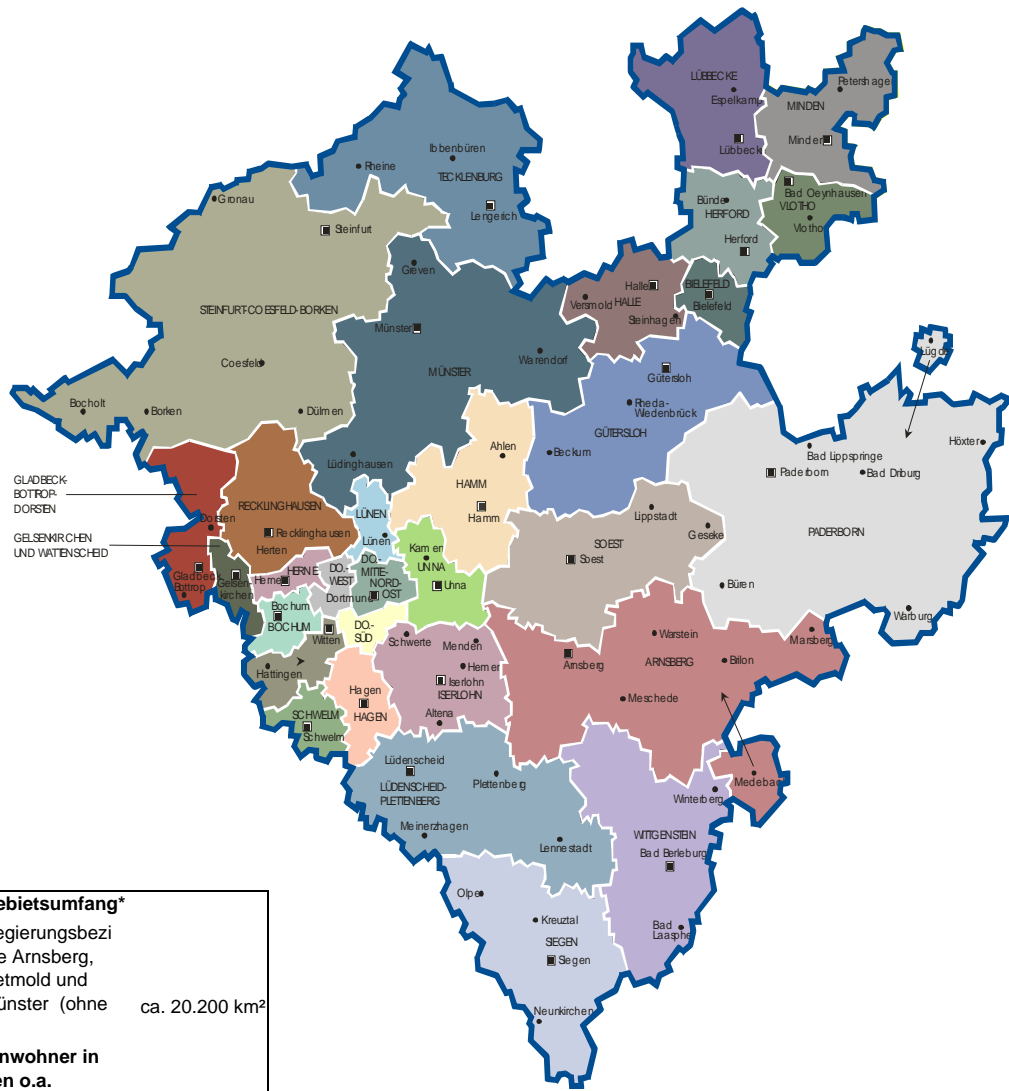 LÜBBECKE
Espelkamp
Lübbecke
Petershagen
MINDEN
Minden
Ibbenbüren
Rheine
TECKLENBURG
Lengerich
Gronau
Steinfurt
Bünde
HERFORD
Herford
Bad Oeynhausen
VLOTHO
Vlotho
Greven
Halle
HALLE
Versmold
Steinhagen
BIELEFELD
Bielefeld
STEINFURT-COESFELD-BORKEN
Münster
MÜNSTER
Warendorf
Lügde
Coesfeld
Gütersloh
Bocholt
Borken
Dülmen
Rheda-
Wiedenbrück
GÜTERSLOH
Beckum
Höxter
Bad Lippspringe
Paderborn
Bad Driburg
PADERBORN
Lüdinghausen
Ahlen
HAMM
Hamm
GLADBECK-
BOTTROP-
DORSTEN
GELSENKIRCHEN
UND WATTENSCHEID
RECKLINGHAUSEN
Dorsten
Recklinghausen
Herten
LÜNEN
Lünen
Lippstadt
Geseke
SOEST
Soest
Büren
Warburg
Kamen
UNNA
Unna
Gladbeck
Bottrop
Gelsen-
kirchen
HERNE
Herne
DO.-
WEST
DO.-
MITTE-
NORD-
OST
Dortmund
Bochum
BOCHUM
Witten
DO.-
SÜD
Schwerte
Menden
Hemer
Iserlohn
ISERLOHN
Altena
Warstein
Arnsberg
ARNSBERG
Brilon
Marsberg
Meschede
Hattingen
Hagen
HAGEN
SCHWELM
Schwelm
Lüdenscheid
LÜDENSCHEID-
PLETTENBERG
Plettenberg
Meinerzhagen
Lennestadt
Medebac
Winterberg
WITTGENSTEIN
Bad Berleburg
Bad
Laasphe
Olpe
Kreuztal
SIEGEN
Siegen
Neunkirchen
ebietsumfang*
egierungsbezi
e Arnsberg,
etmold und
ünster (ohne
ca. 20.200 km²
nwohner in
en o.a.